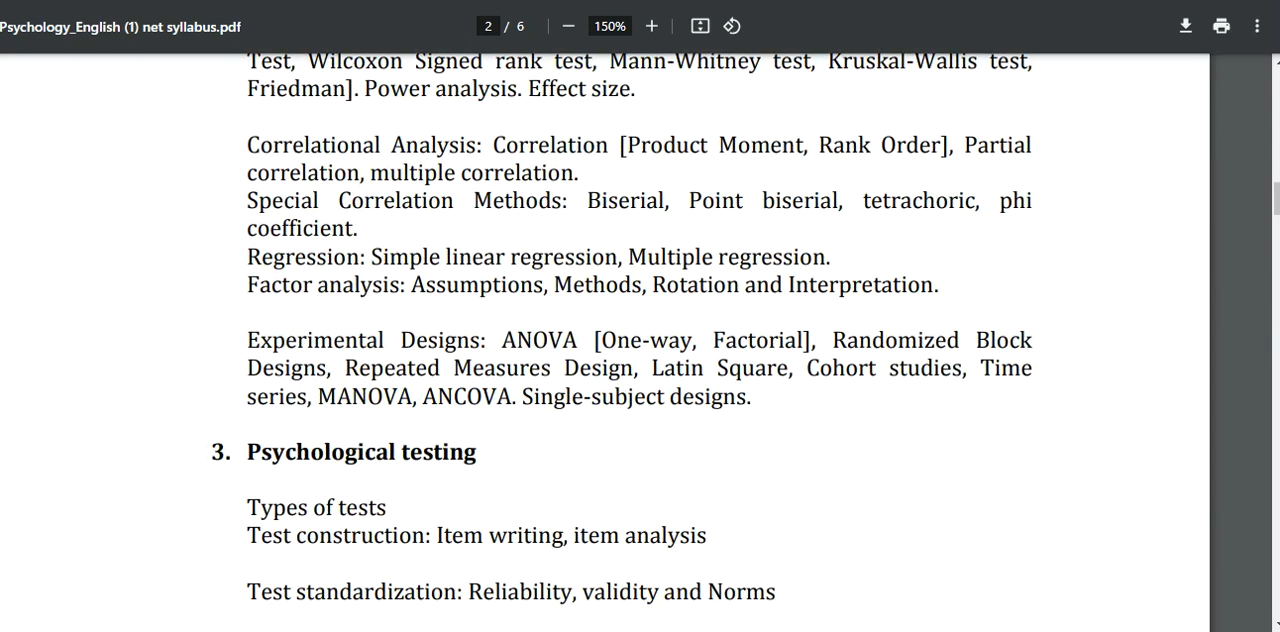 Psychology_English (1) net syllabus.pdf
2 / 6
150%
Test, Wilcoxon Signed rank test, Mann-Whitney test, Kruskal-Wallis test,
Friedman]. Power analysis. Effect size.
Correlational Analysis: Correlation [Product Moment, Rank Order], Partial
correlation, multiple correlation.
Special Correlation Methods: Biserial, Point biserial, tetrachoric, phi
coefficient.
Regression: Simple linear regression, Multiple regression.
Factor analysis: Assumptions, Methods, Rotation and Interpretation.
Experimental Designs: ANOVA [One-way, Factorial], Randomized Block
Designs, Repeated Measures Design, Latin Square, Cohort studies, Time
series, MANOVA, ANCOVA. Single-subject designs.
3. Psychological testing
Types of tests
Test construction: Item writing, item analysis
Test standardization: Reliability, validity and Norms